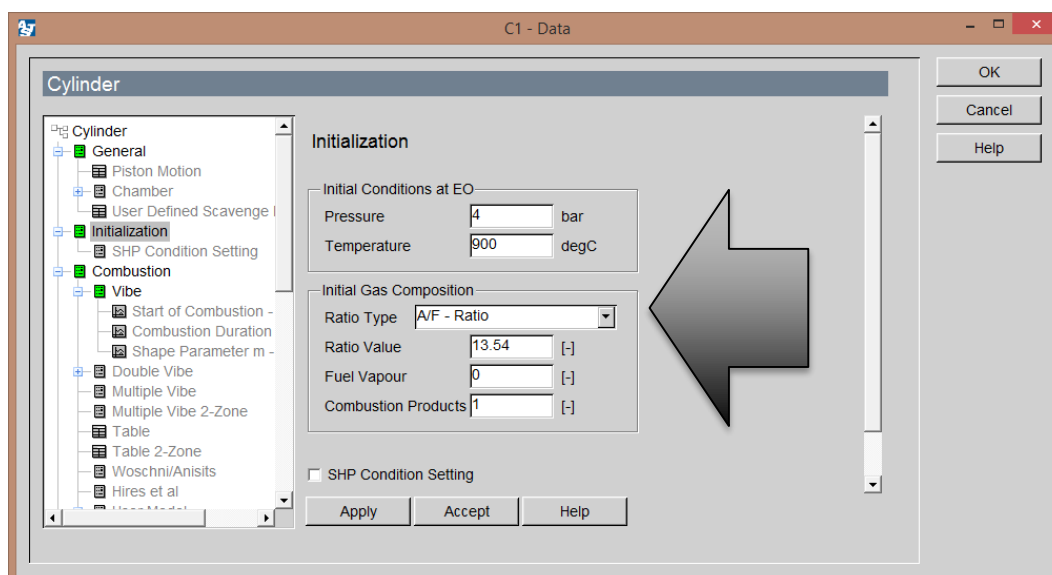 C1 - Data
OK
Cylinder
Cancel
Help
Cylinder
General
Piston Motion
Chamber
User Defined Scavenge
Initialization
SHP Condition Setting
Combustion
Vibe
Start of Combustion -
Combustion Duration
Shape Parameter m -
Double Vibe
Multiple Vibe
Multiple Vibe 2-Zone
Table
Table 2-Zone
Woschni/Anisits
Hires et al
User Model
Initialization
Initial Conditions at EO
Pressure 4 bar
Temperature 900 degC
Initial Gas Composition
Ratio Type A/F - Ratio
Ratio Value 13.54 [-]
Fuel Vapour 0 [-]
Combustion Products 1 [-]
SHP Condition Setting
Apply Accept Help